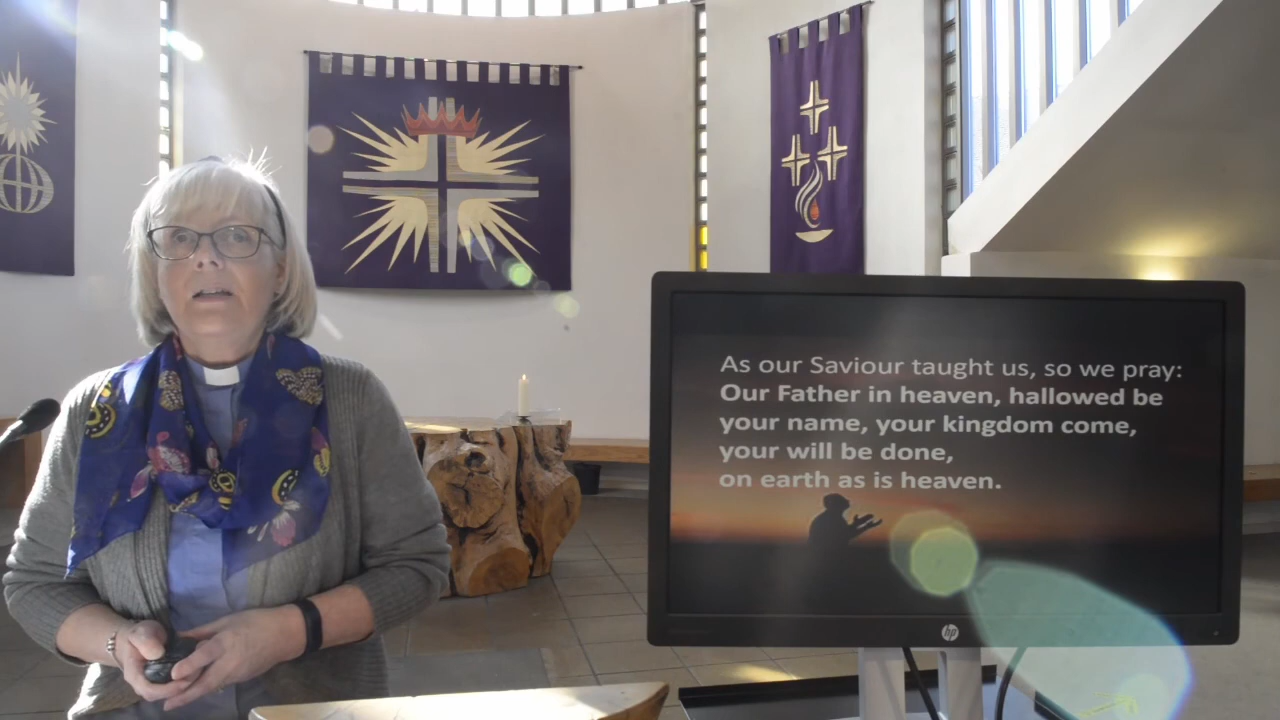 As our Saviour taught us, so we pray:
Our Father in heaven, hallowed be
your name, your kingdom come,
your will be done,
on earth as is heaven.
hp